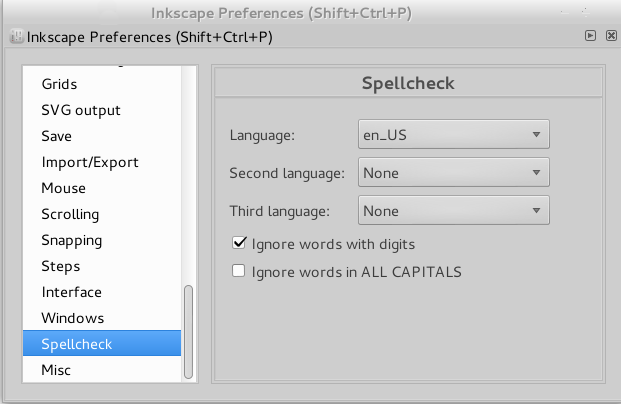 Inkscape Preferences (Shift+Ctrl+P)
Inkscape Preferences (Shift+Ctrl+P)
Grids
SVG output
Save
Import/Export
Mouse
Scrolling
Snapping
Steps
Interface
Windows
Spellcheck
Misc
Spellcheck
Language: en_US
Second language: None
Third language: None
Ignore words with digits
Ignore words in ALL CAPITALS